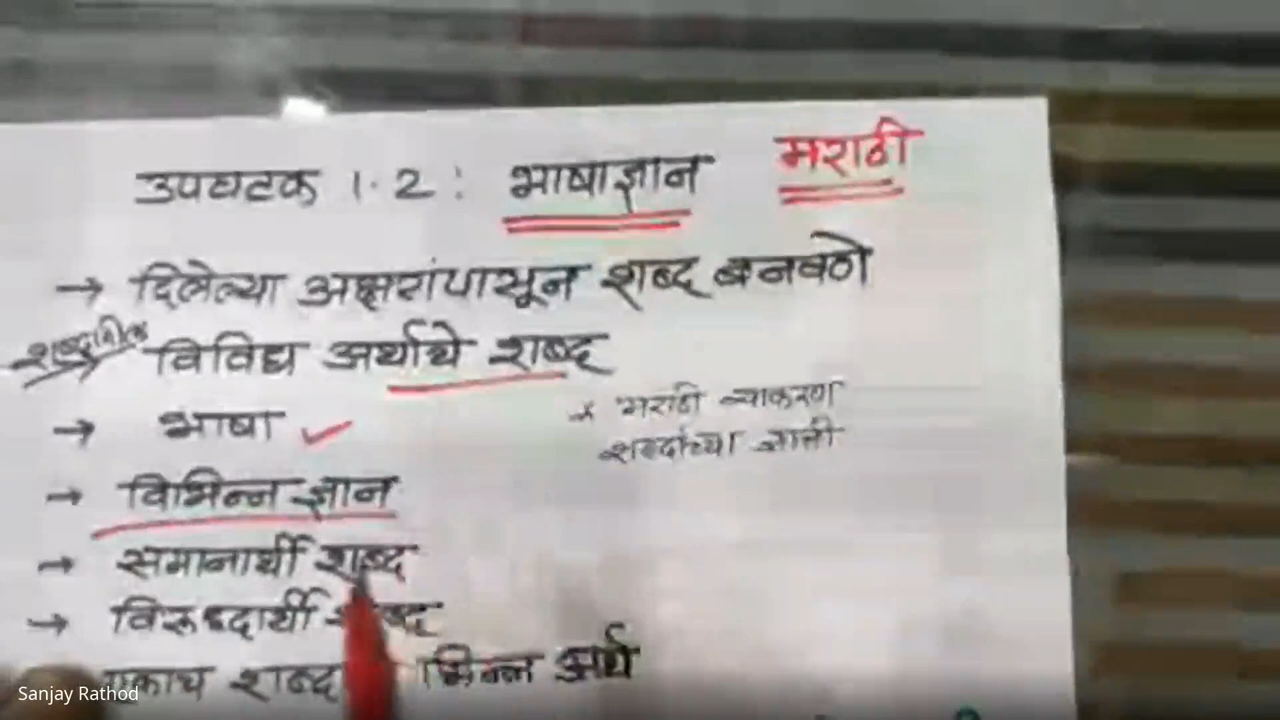 उपघटक 1.2: भाषाज्ञान मराठी
→ दिलेल्या अक्षरांपासून शब्द बनवणे
विविध अर्थाचे शब्द
→ भाषा ✓
* मराठी व्याकरण
शब्दांच्या जाती
→ विभिन्न ज्ञान
→ समानार्थी शब्द
→ विरुध्दार्थी शब्द
एकाच शब्द भिन्न अर्थ
Sanjay Rathod